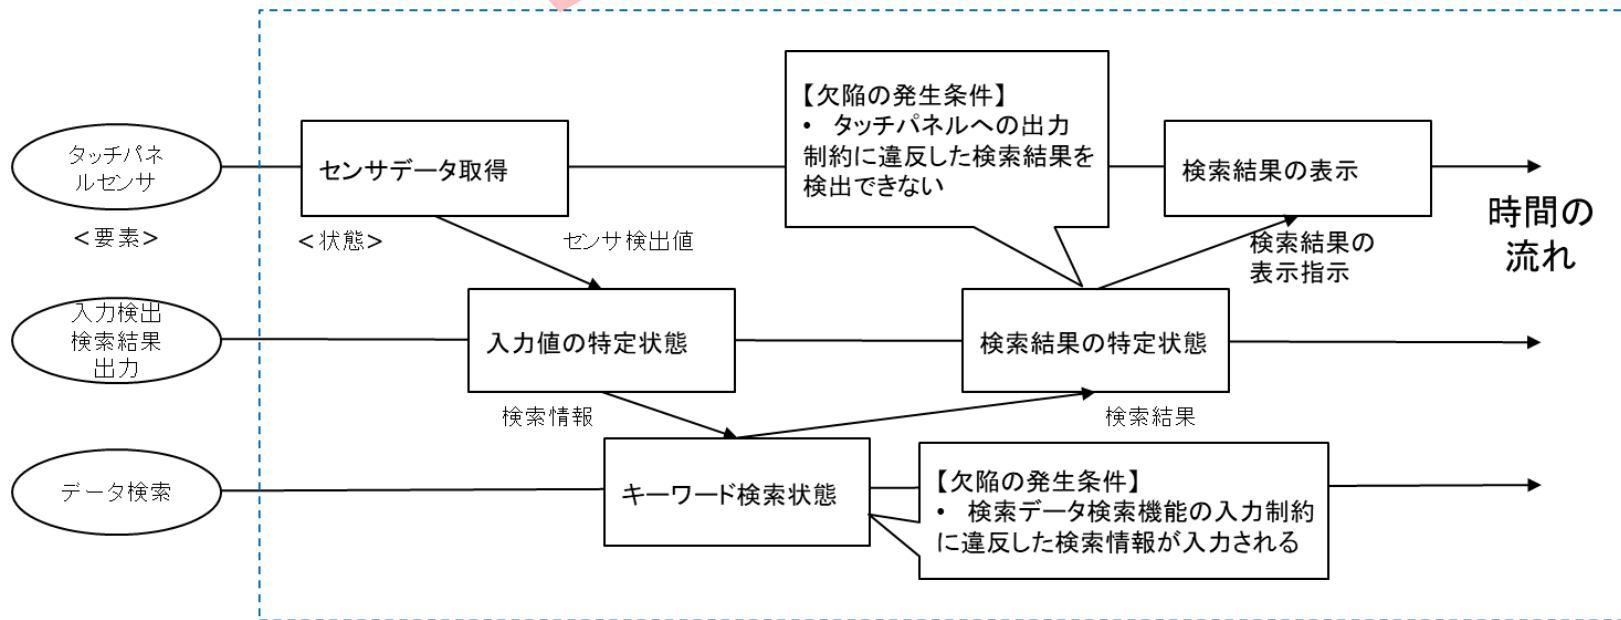 【欠陥の発生条件】
• タッチパネルへの出力
制約に違反した検索結果を
検出できない
タッチパネ
ルセンサ
<要素>
センサデータ取得
<状態>
センサ検出値
検索結果の表示
時間の
流れ
検索結果の
表示指示
入力検出
検索結果
出力
入力値の特定状態
検索結果の特定状態
検索情報
検索結果
データ検索
キーワード検索状態
【欠陥の発生条件】
• 検索データ検索機能の入力制約
に違反した検索情報が入力される